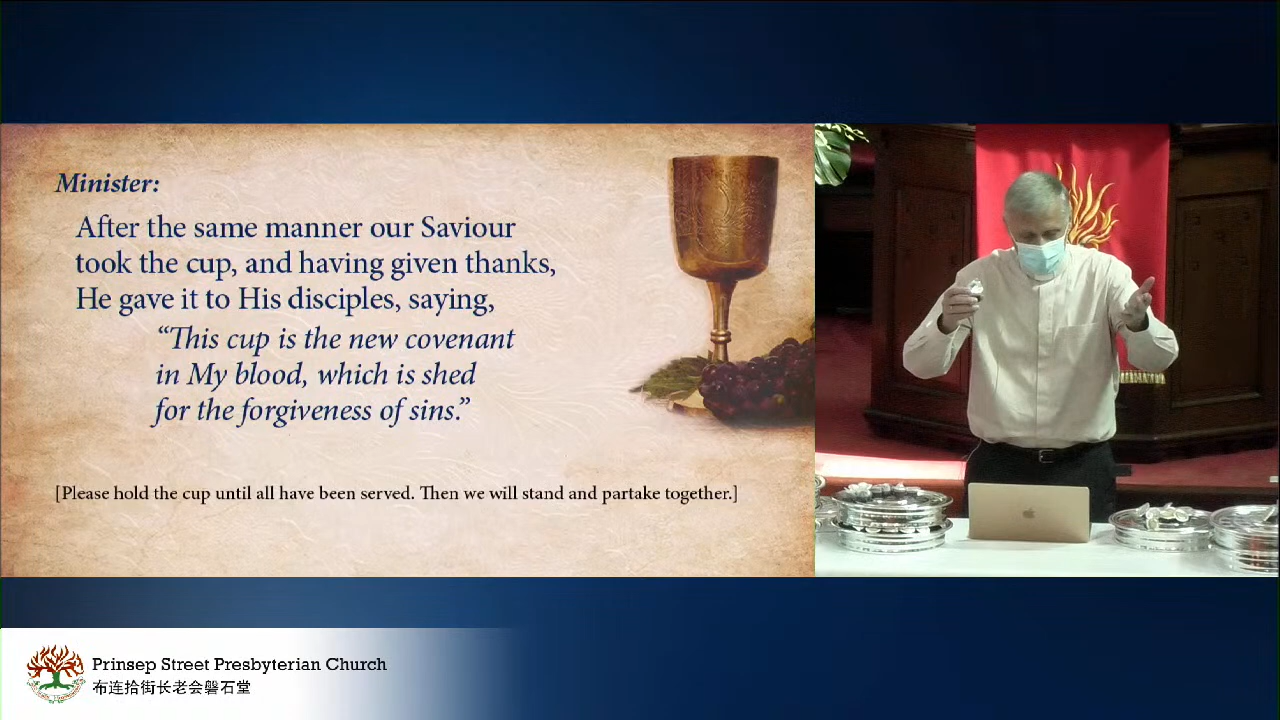 Minister:
After the same manner our Saviour
took the cup, and having given thanks,
He gave it to His disciples, saying,
“This cup is the new covenant
in My blood, which is shed
for the forgiveness of sins.”
[Please hold the cup until all have been served. Then we will stand and partake together.]
Prinsep Street Presbyterian Church
布连拾街长老会磐石堂